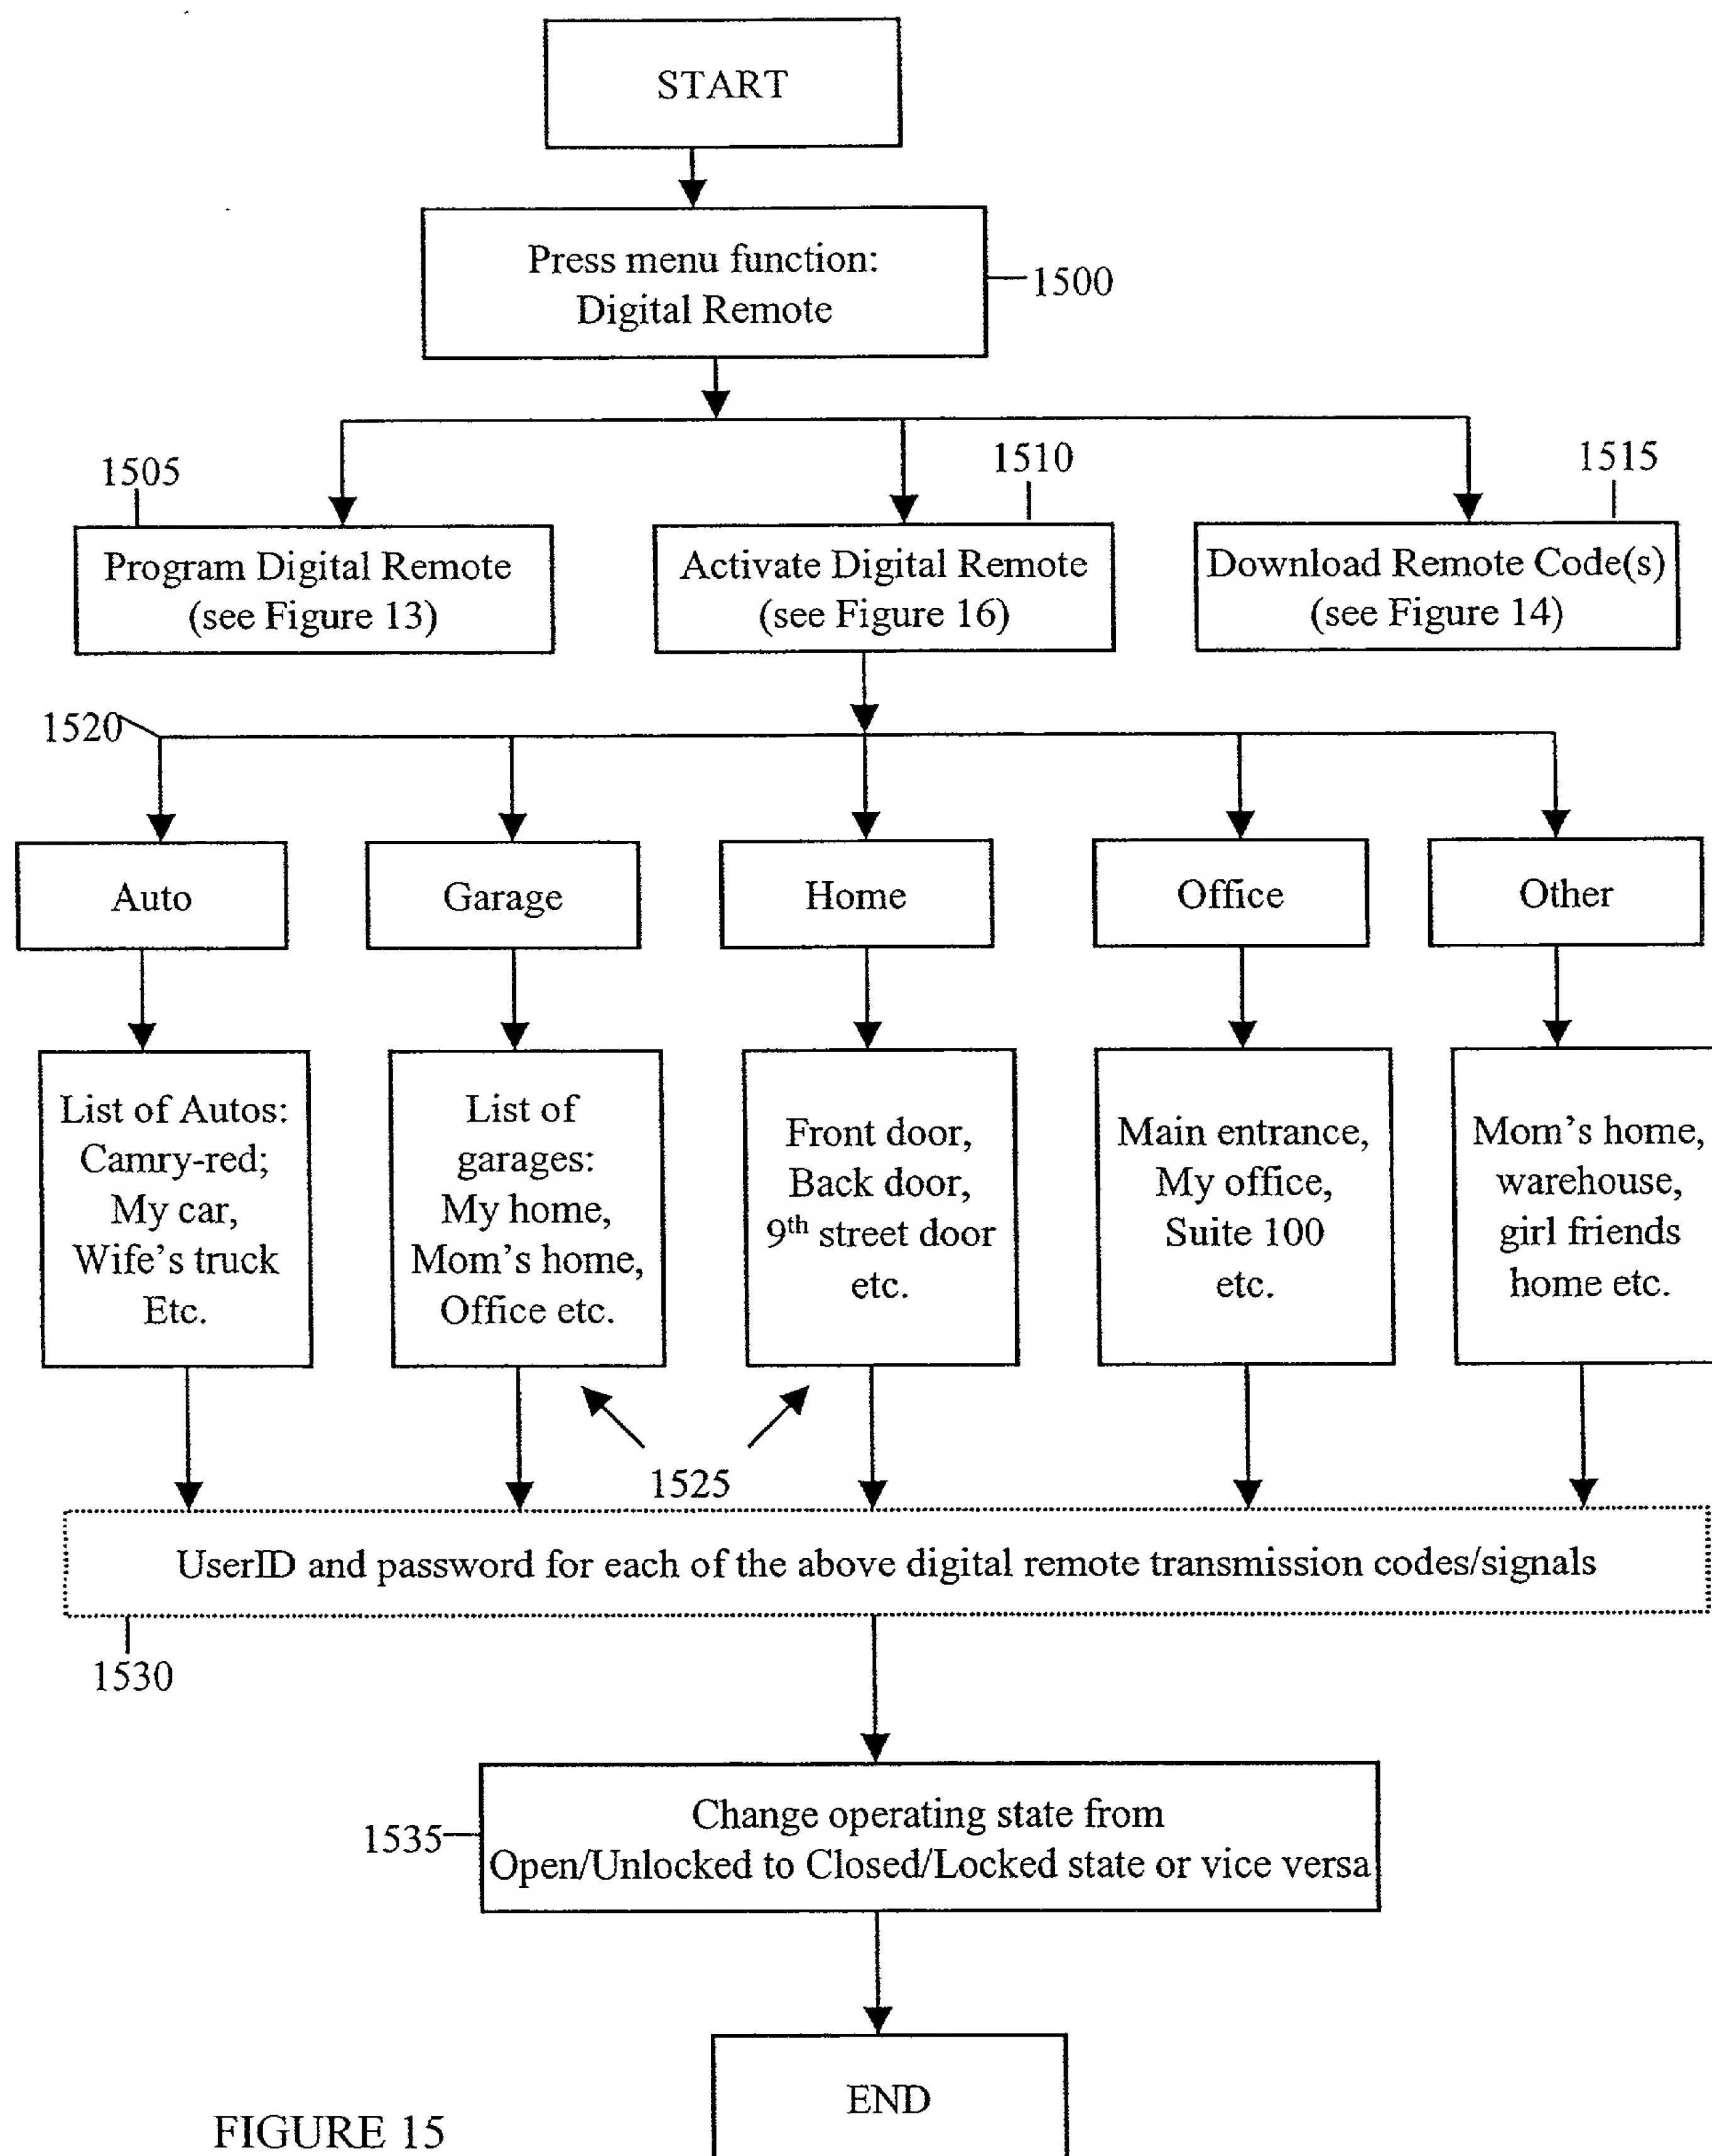 START
Press menu function:
Digital Remote
1500
1505
1510
1515
Program Digital Remote
(see Figure 13)
Activate Digital Remote
(see Figure 16)
Download Remote Code(s)
(see Figure 14)
1520
Auto
Garage
Home
Office
Other
List of Autos:
Camry-red;
My car,
Wife's truck
Etc.
List of
garages:
My home,
Mom's home,
Office etc.
Front door,
Back door,
9th street door
etc.
Main entrance,
My office,
Suite 100
etc.
Mom's home,
warehouse,
girl friends
home etc.
1525
UserID and password for each of the above digital remote transmission codes/signals
1530
Change operating state from
Open/Unlocked to Closed/Locked state or vice versa
1535
END
FIGURE 15